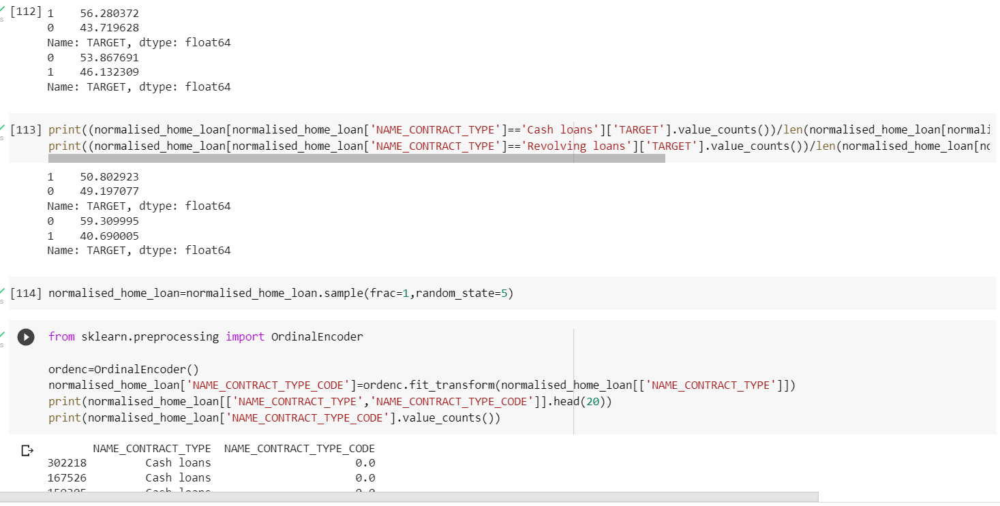 [112] 1    56.280372
0    43.719628
Name: TARGET, dtype: float64
0    53.867691
1    46.132309
Name: TARGET, dtype: float64
[113] print((normalised_home_loan[normalised_home_loan['NAME_CONTRACT_TYPE']=='Cash loans']['TARGET'].value_counts())/len(normalised_home_loan[normali
print((normalised_home_loan[normalised_home_loan['NAME_CONTRACT_TYPE']=='Revolving loans']['TARGET'].value_counts())/len(normalised_home_loan[no
1    50.802923
0    49.197077
Name: TARGET, dtype: float64
0    59.309995
1    40.690005
Name: TARGET, dtype: float64
[114] normalised_home_loan=normalised_home_loan.sample(frac=1,random_state=5)
from sklearn.preprocessing import OrdinalEncoder
ordenc=OrdinalEncoder()
normalised_home_loan['NAME_CONTRACT_TYPE_CODE']=ordenc.fit_transform(normalised_home_loan[['NAME_CONTRACT_TYPE']])
print(normalised_home_loan[['NAME_CONTRACT_TYPE','NAME_CONTRACT_TYPE_CODE']].head(20))
print(normalised_home_loan['NAME_CONTRACT_TYPE_CODE'].value_counts())
NAME_CONTRACT_TYPE  NAME_CONTRACT_TYPE_CODE
302218         Cash loans                      0.0
167526         Cash loans                      0.0
Cash loans                      0.0